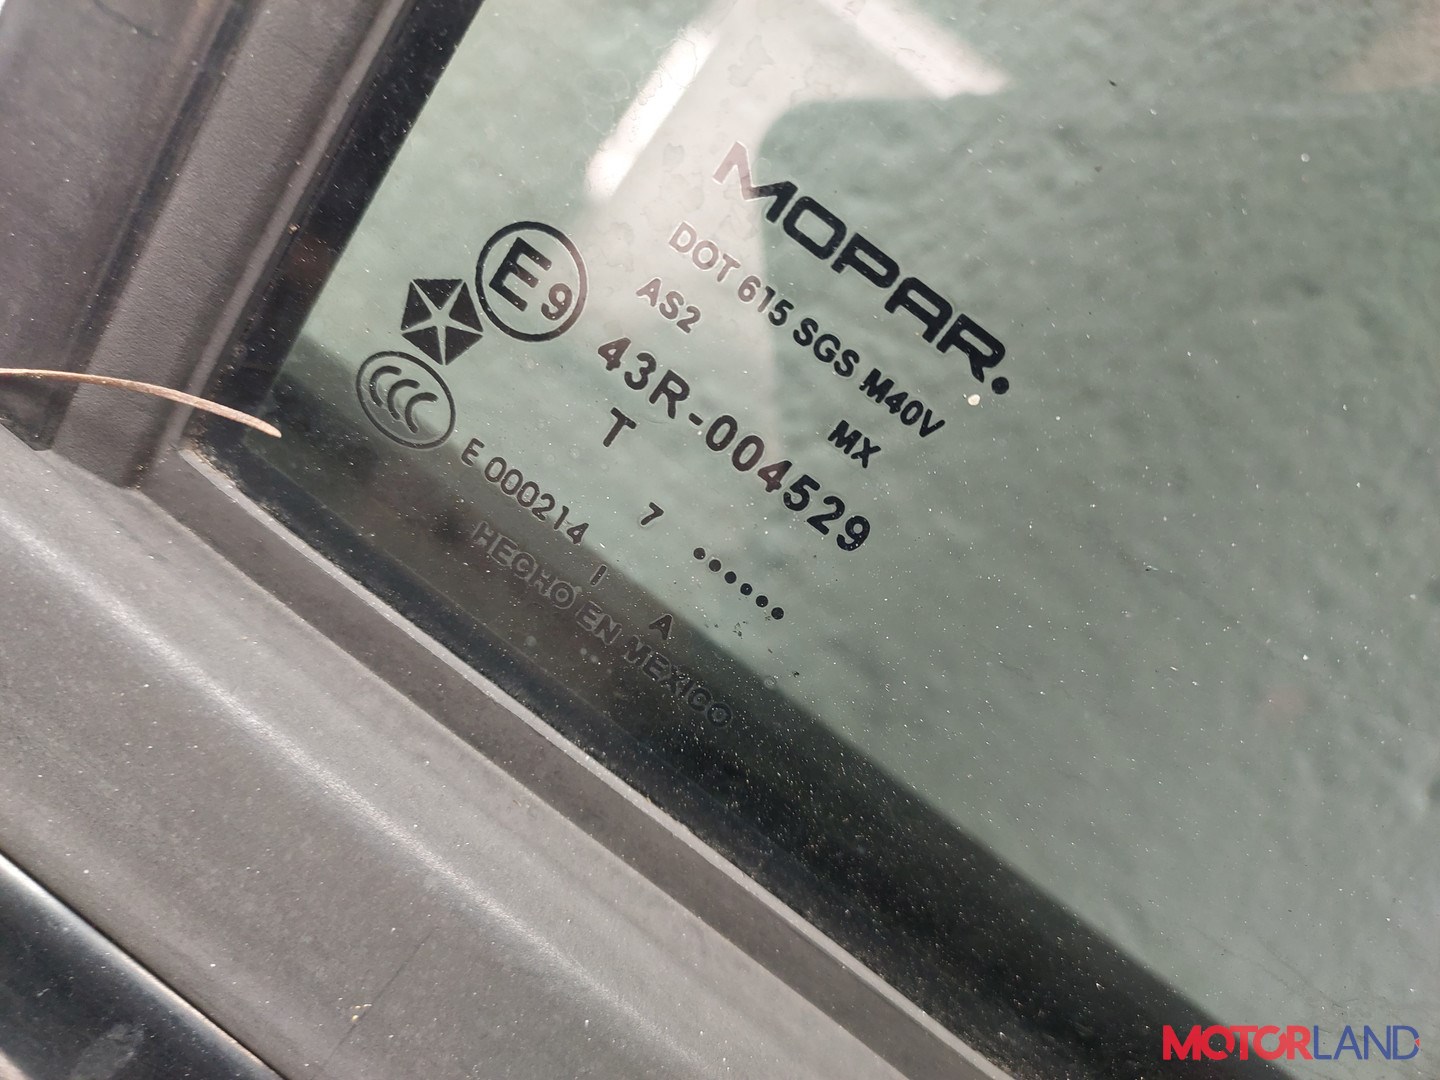 MOPAR.
DOT 615 SGS M40V
AS2 MX
E9 43R-004529
T
CCC E 000214 7 ••••••
I A
HECHO EN MEXICO
MOTORLAND